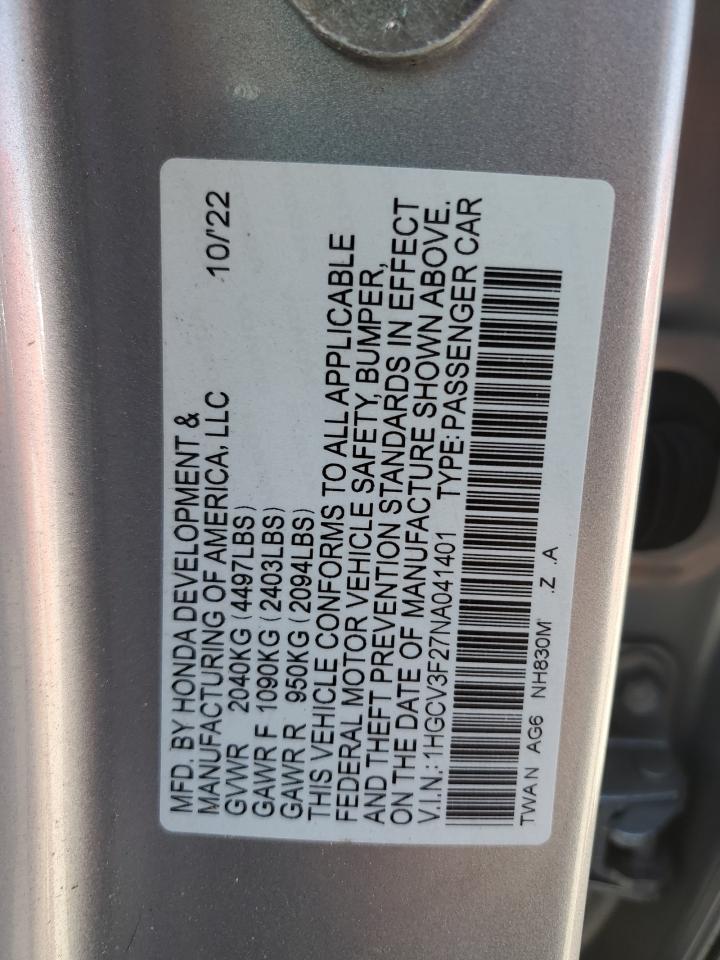 MFD. BY HONDA DEVELOPMENT &
MANUFACTURING OF AMERICA, LLC 10/'22
GVWR 2040KG (4497LBS)
GAWR F 1090KG (2403LBS)
GAWR R 950KG (2094LBS)
THIS VEHICLE CONFORMS TO ALL APPLICABLE
FEDERAL MOTOR VEHICLE SAFETY, BUMPER,
AND THEFT PREVENTION STANDARDS IN EFFECT
ON THE DATE OF MANUFACTURE SHOWN ABOVE.
V.I.N.: 1HGCV3F27NA041401 TYPE: PASSENGER CAR
TWA N AG6 NH830M .Z .A